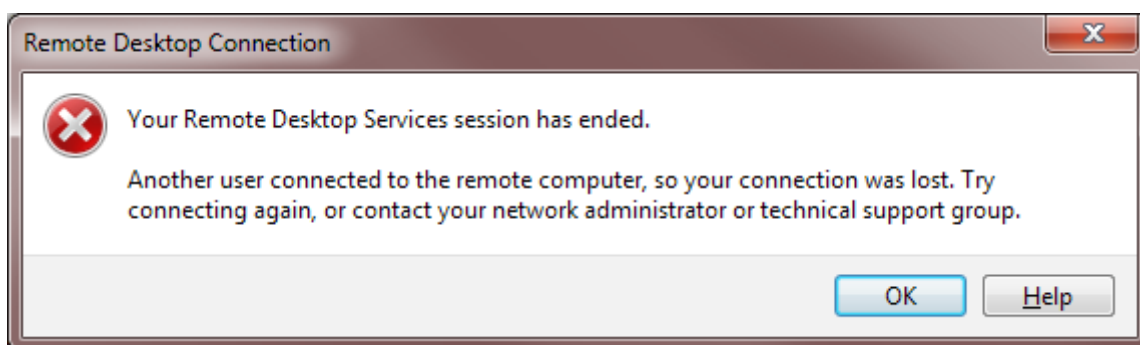 Remote Desktop Connection
Your Remote Desktop Services session has ended.
Another user connected to the remote computer, so your connection was lost. Try
connecting again, or contact your network administrator or technical support group.
OK
Help